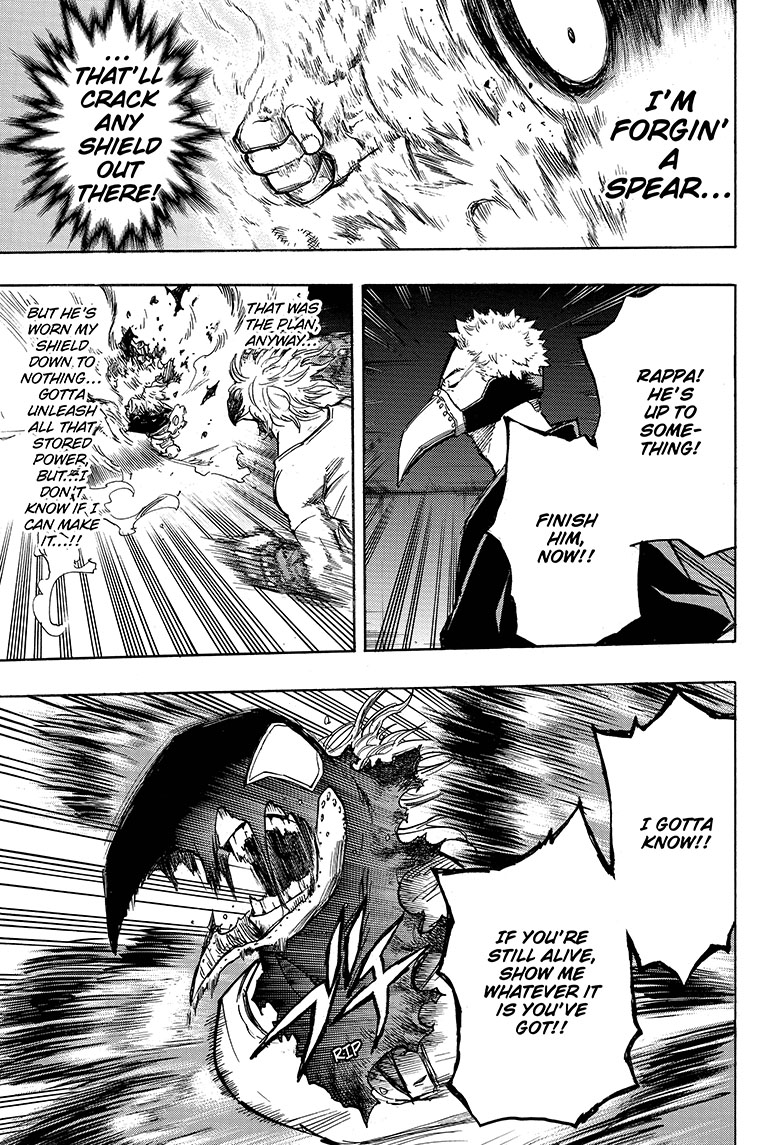 I'M
FORGIN'
A
SPEAR...
...
THAT'LL
CRACK
ANY
SHIELD
OUT
THERE!
RAPPA!
HE'S
UP TO
SOME-
THING!
FINISH
HIM,
NOW!!
THAT WAS
THE PLAN,
ANYWAY...
BUT HE'S
WORN MY
SHIELD
DOWN TO
NOTHING...
GOTTA
UNLEASH
ALL THAT
STORED
POWER,
BUT...I
DON'T
KNOW IF I
CAN MAKE
IT...!!
I GOTTA
KNOW!!
IF YOU'RE
STILL ALIVE,
SHOW ME
WHATEVER IT
IS YOU'VE
GOT!!
RIP